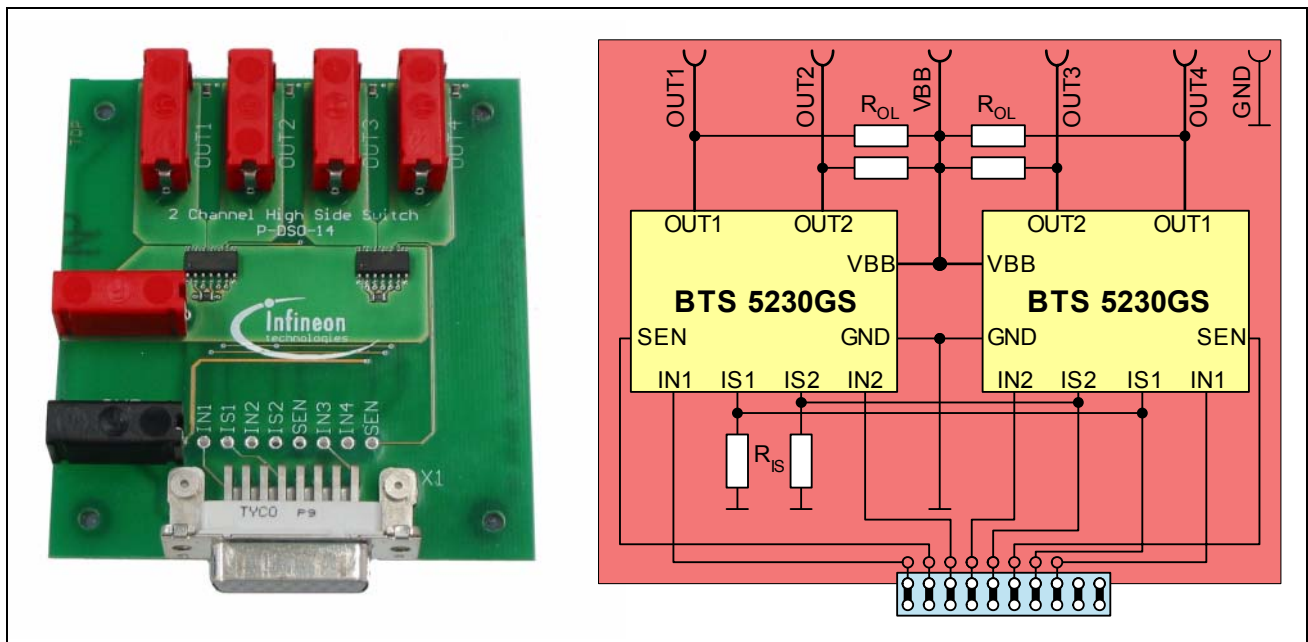 OUT1
OUT2
OUT3
OUT4
TOP
2 Channel High Side Switch
P-DSO-14
Infineon
technologies
IN1
IS1
IN2
IS2
SEN
IN3
IN4
SEN
X1
TYCO P9
OUT1
OUT2
VBB
OUT3
OUT4
GND
ROL
ROL
OUT1 OUT2
OUT2 OUT1
VBB
VBB
BTS 5230GS
BTS 5230GS
SEN GND
GND SEN
IN1 IS1 IS2 IN2
IN2 IS2 IS1 IN1
RIS